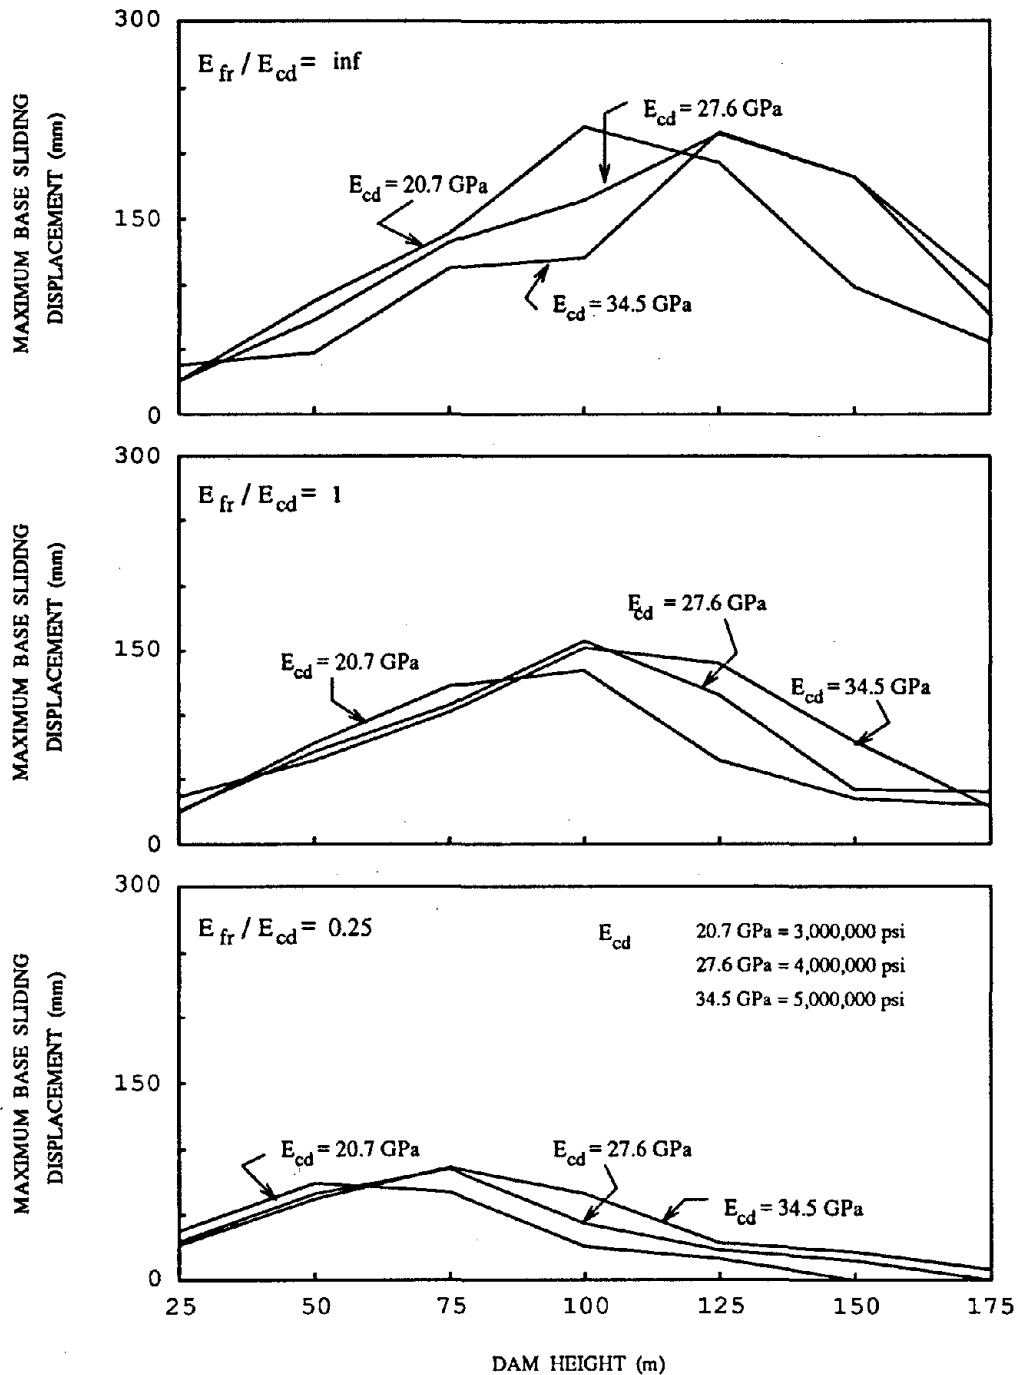 300
E fr / E cd = inf
E cd = 27.6 GPa
E cd = 20.7 GPa
150
E cd = 34.5 GPa
0
MAXIMUM BASE SLIDING
DISPLACEMENT (mm)
300
E fr / E cd = 1
E cd = 27.6 GPa
150
E cd = 20.7 GPa
E cd = 34.5 GPa
0
MAXIMUM BASE SLIDING
DISPLACEMENT (mm)
300
E fr / E cd = 0.25
E cd
20.7 GPa = 3,000,000 psi
27.6 GPa = 4,000,000 psi
34.5 GPa = 5,000,000 psi
150
E cd = 20.7 GPa
E cd = 27.6 GPa
E cd = 34.5 GPa
0
MAXIMUM BASE SLIDING
DISPLACEMENT (mm)
25 50 75 100 125 150 175
DAM HEIGHT (m)